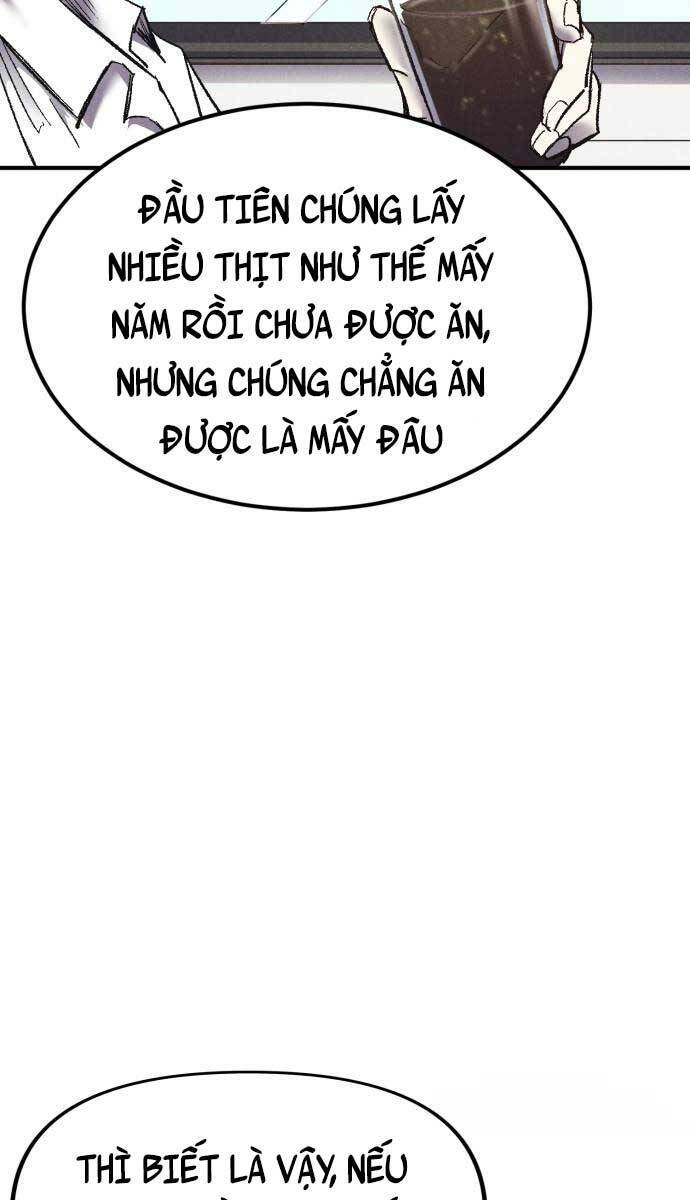 ĐẦU TIÊN CHÚNG LẤY
NHIỀU THỊT NHƯ THẾ MẤY
NĂM RỒI CHƯA ĐƯỢC ĂN,
NHƯNG CHÚNG CHẲNG ĂN
ĐƯỢC LÀ MẤY ĐÂU
THÌ BIẾT LÀ VẬY, NẾU